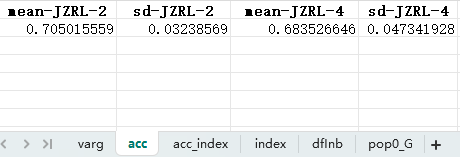 mean-JZRL-2 sd-JZRL-2 mean-JZRL-4 sd-JZRL-4
0.705015559 0.03238569 0.683526646 0.047341928
varg acc acc_index index dfInb pop0_G +